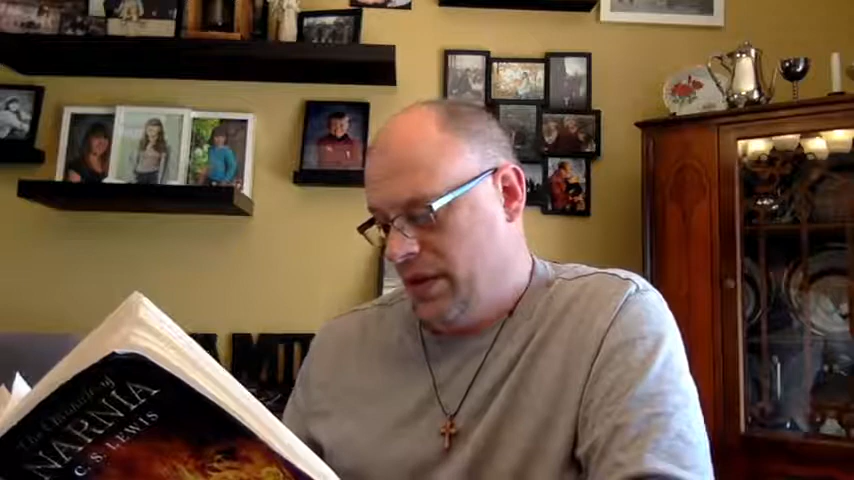 The Chronicles of
NARNIA
C. S. LEWIS